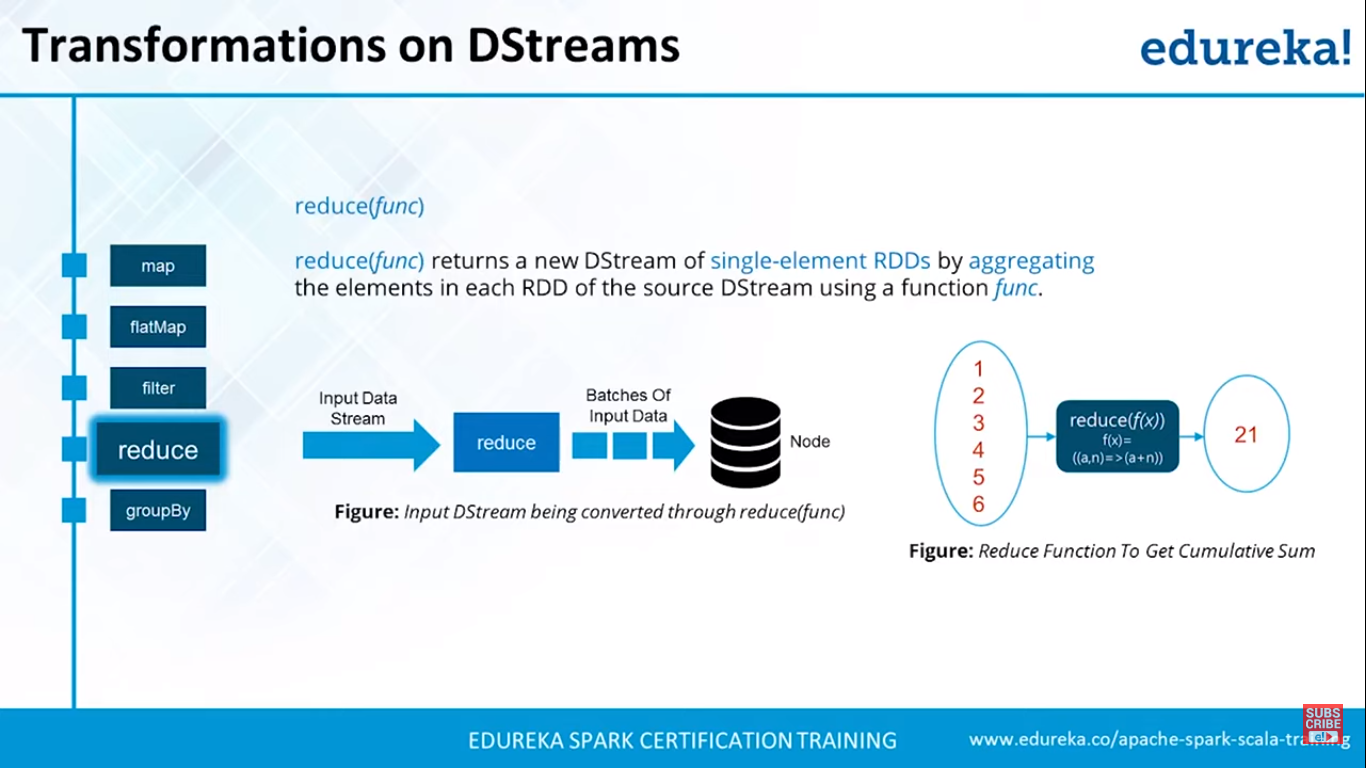 Transformations on DStreams
edureka!
reduce(func)
reduce(func) returns a new DStream of single-element RDDs by aggregating
the elements in each RDD of the source DStream using a function func.
map
flatMap
filter
reduce
groupBy
Input Data
Stream
reduce
Batches Of
Input Data
Node
Figure: Input DStream being converted through reduce(func)
1
2
3
4
5
6
reduce(f(x))
f(x)=
((a,n)=>(a+n))
21
Figure: Reduce Function To Get Cumulative Sum
EDUREKA SPARK CERTIFICATION TRAINING
www.edureka.co/apache-spark-scala-training
SUBS
CRIBE
e!